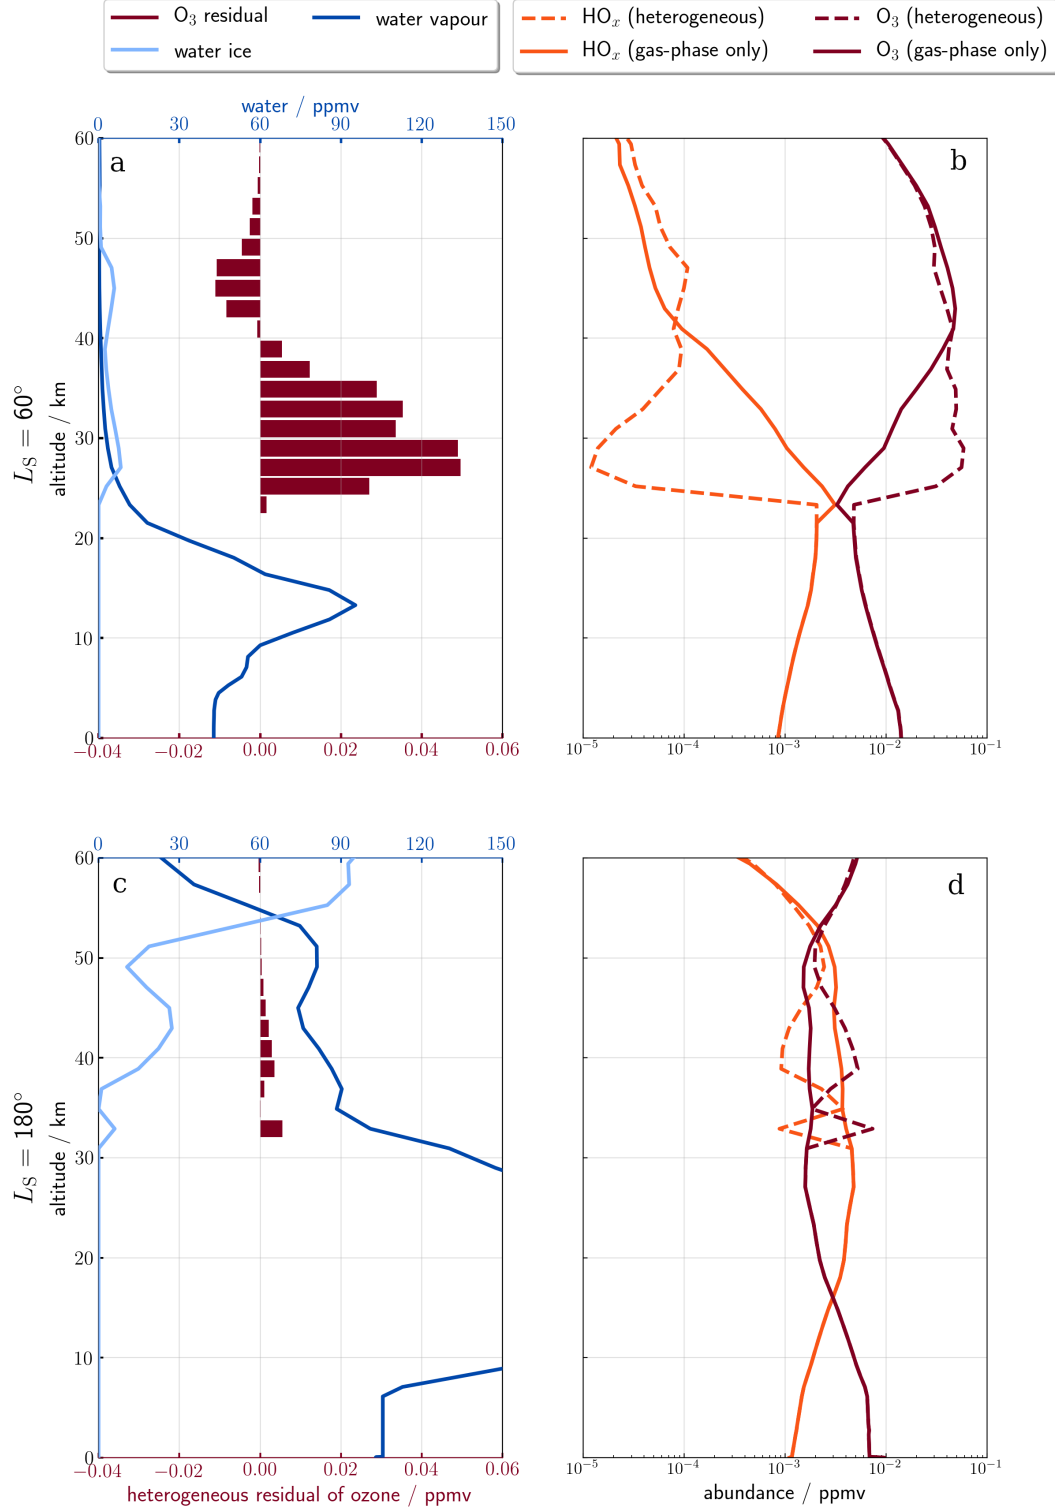 O₃ residual
water vapour
water ice
HOₓ (heterogeneous)
O₃ (heterogeneous)
HOₓ (gas-phase only)
O₃ (gas-phase only)
water / ppmv
0 30 60 90 120 150
a
60
50
40
30
20
10
0
L_S = 60°
altitude / km
−0.04 −0.02 0.00 0.02 0.04 0.06
b
10⁻⁵ 10⁻⁴ 10⁻³ 10⁻² 10⁻¹
0 30 60 90 120 150
c
60
50
40
30
20
10
0
L_S = 180°
altitude / km
−0.04 −0.02 0.00 0.02 0.04 0.06
heterogeneous residual of ozone / ppmv
d
10⁻⁵ 10⁻⁴ 10⁻³ 10⁻² 10⁻¹
abundance / ppmv